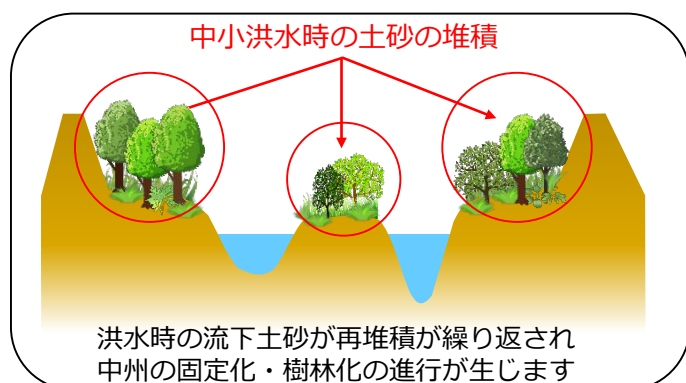 中小洪水時の土砂の堆積
洪水時の流下土砂が再堆積が繰り返され
中州の固定化・樹林化の進行が生じます